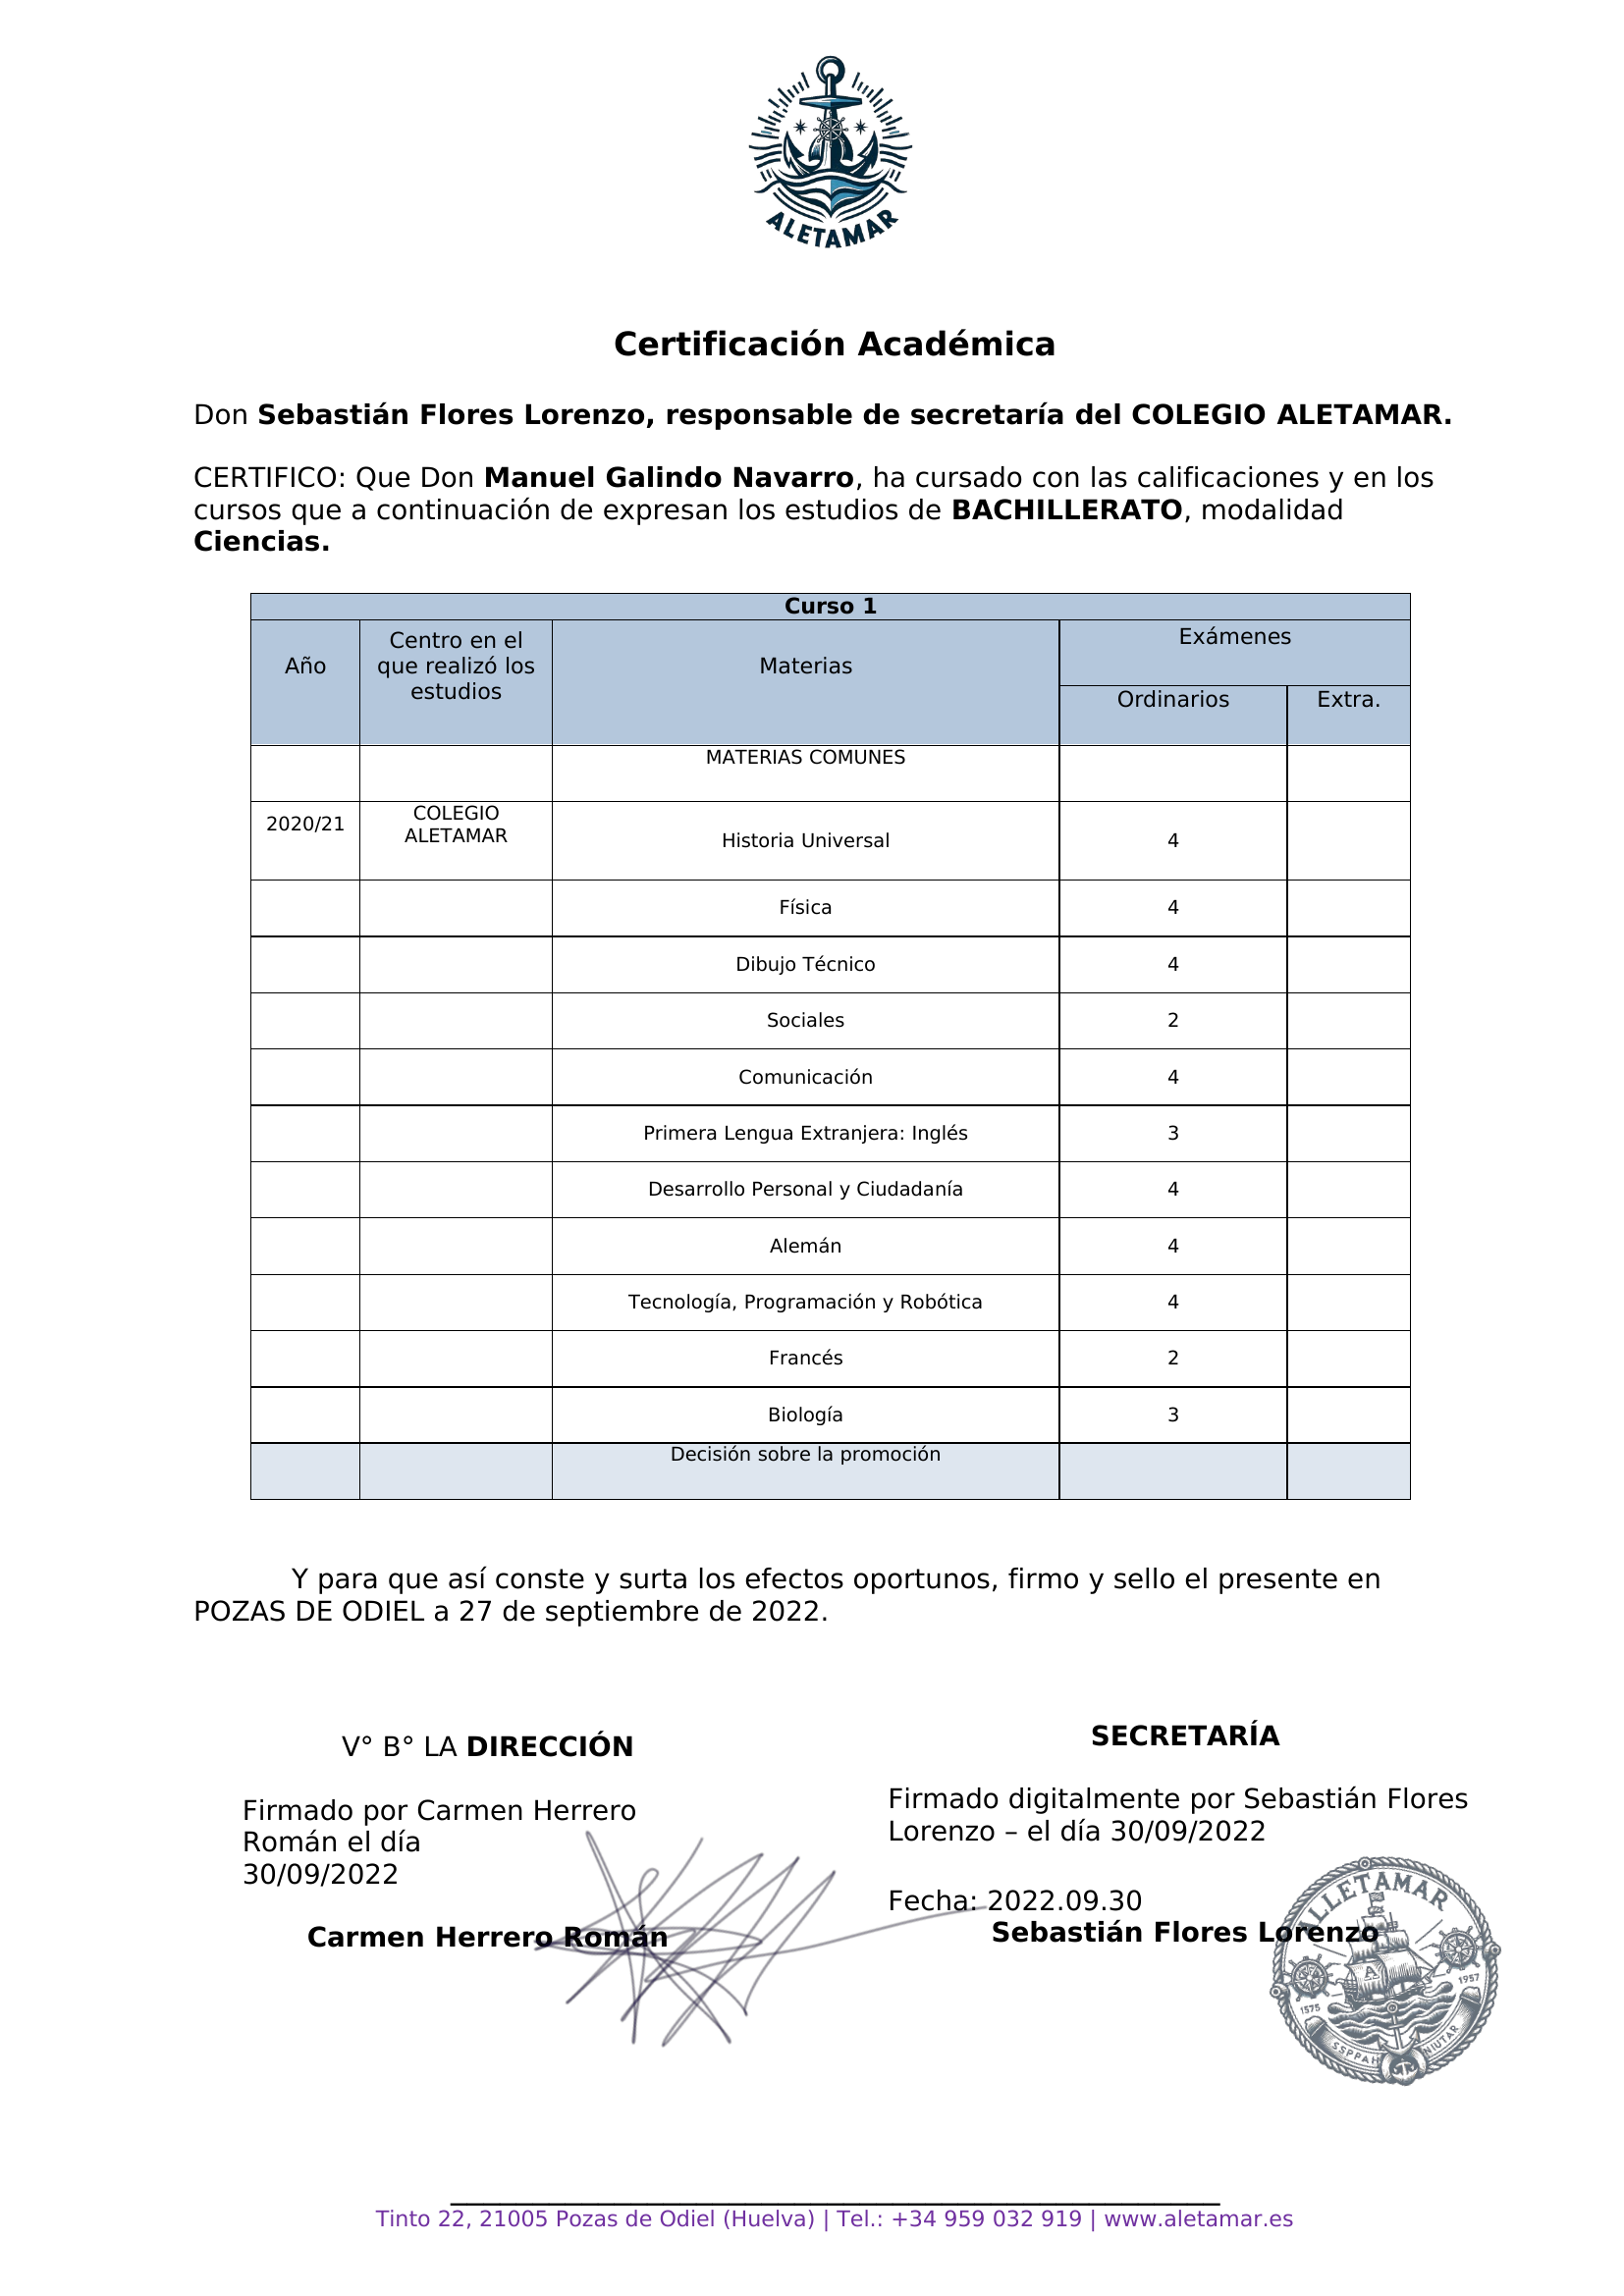 ALETAMAR
Certificación Académica
Don Sebastián Flores Lorenzo, responsable de secretaría del COLEGIO ALETAMAR.
CERTIFICO: Que Don Manuel Galindo Navarro, ha cursado con las calificaciones y en los
cursos que a continuación de expresan los estudios de BACHILLERATO, modalidad
Ciencias.
Curso 1
Año
Centro en el
que realizó los
estudios
Materias
Exámenes
Ordinarios
Extra.
MATERIAS COMUNES
2020/21
COLEGIO
ALETAMAR
Historia Universal 4
Física 4
Dibujo Técnico 4
Sociales 2
Comunicación 4
Primera Lengua Extranjera: Inglés 3
Desarrollo Personal y Ciudadanía 4
Alemán 4
Tecnología, Programación y Robótica 4
Francés 2
Biología 3
Decisión sobre la promoción
Y para que así conste y surta los efectos oportunos, firmo y sello el presente en
POZAS DE ODIEL a 27 de septiembre de 2022.
V° B° LA DIRECCIÓN
Firmado por Carmen Herrero
Román el día
30/09/2022
Carmen Herrero Román
SECRETARÍA
Firmado digitalmente por Sebastián Flores
Lorenzo – el día 30/09/2022
Fecha: 2022.09.30
Sebastián Flores Lorenzo
ALLETAMAR
A
1575
1957
SSPPAH
NIUTAR
Tinto 22, 21005 Pozas de Odiel (Huelva) | Tel.: +34 959 032 919 | www.aletamar.es